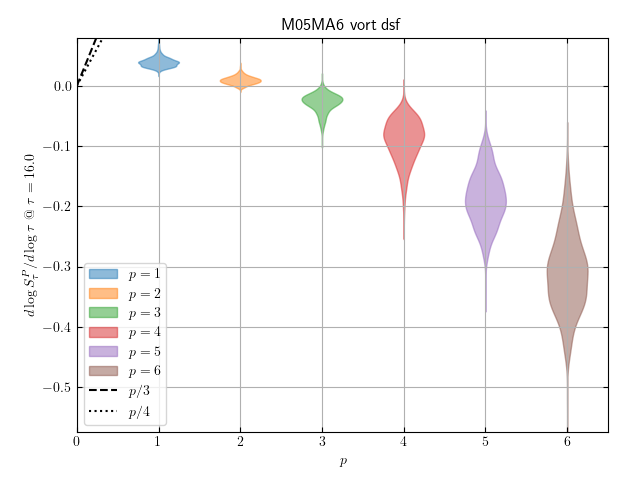 M05MA6 vort dsf
d log S_τ^p / d log τ @ τ = 16.0
0.0
−0.1
−0.2
−0.3
−0.4
−0.5
p = 1
p = 2
p = 3
p = 4
p = 5
p = 6
p/3
p/4
0 1 2 3 4 5 6
p